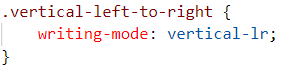 .vertical-left-to-right {
    writing-mode: vertical-lr;
}